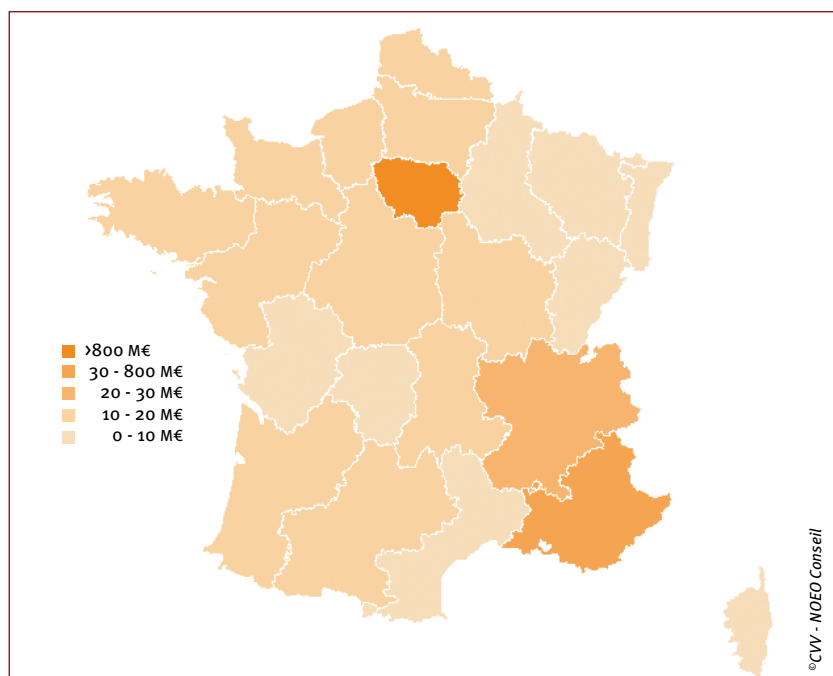 >800 M€
30 - 800 M€
20 - 30 M€
10 - 20 M€
0 - 10 M€
©CVV - NOEO Conseil